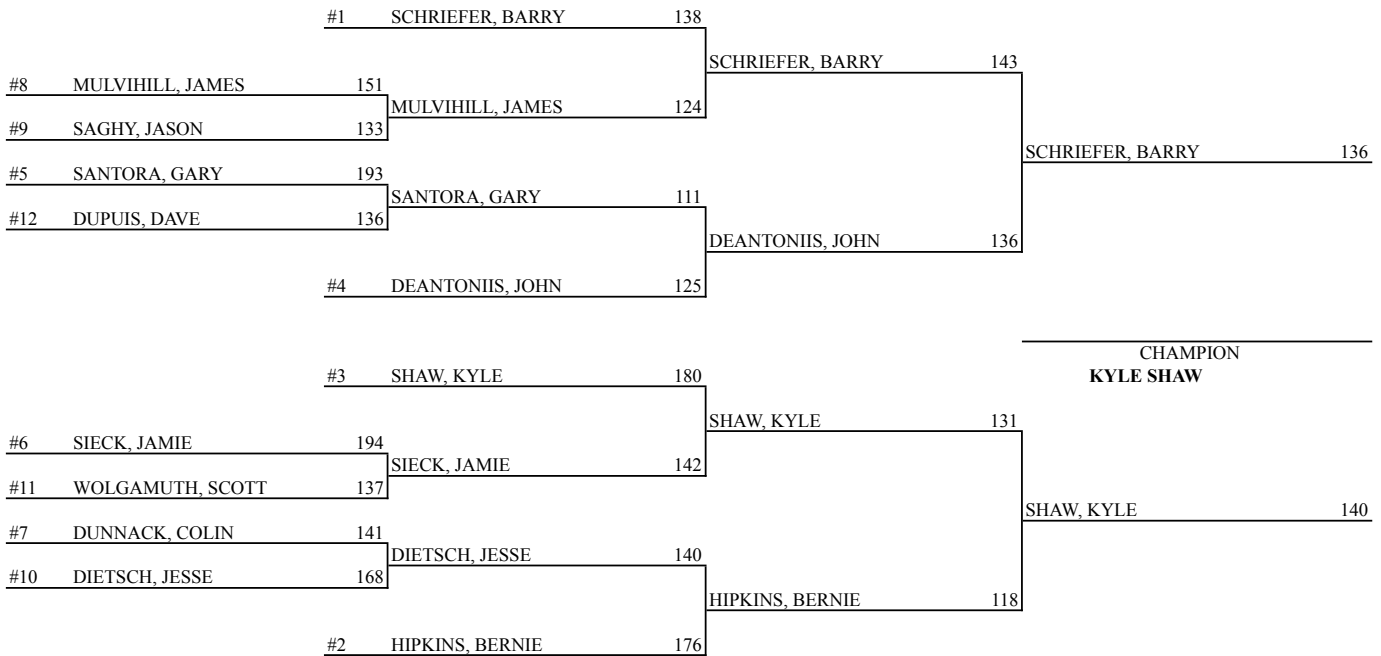 #1 SCHRIEFER, BARRY 138
SCHRIEFER, BARRY 143
#8 MULVIHILL, JAMES 151
MULVIHILL, JAMES 124
#9 SAGHY, JASON 133
SCHRIEFER, BARRY 136
#5 SANTORA, GARY 193
SANTORA, GARY 111
#12 DUPUIS, DAVE 136
DEANTONIIS, JOHN 136
#4 DEANTONIIS, JOHN 125
CHAMPION
#3 SHAW, KYLE 180
KYLE SHAW
SHAW, KYLE 131
#6 SIECK, JAMIE 194
SIECK, JAMIE 142
#11 WOLGAMUTH, SCOTT 137
SHAW, KYLE 140
#7 DUNNACK, COLIN 141
DIETSCH, JESSE 140
#10 DIETSCH, JESSE 168
HIPKINS, BERNIE 118
#2 HIPKINS, BERNIE 176